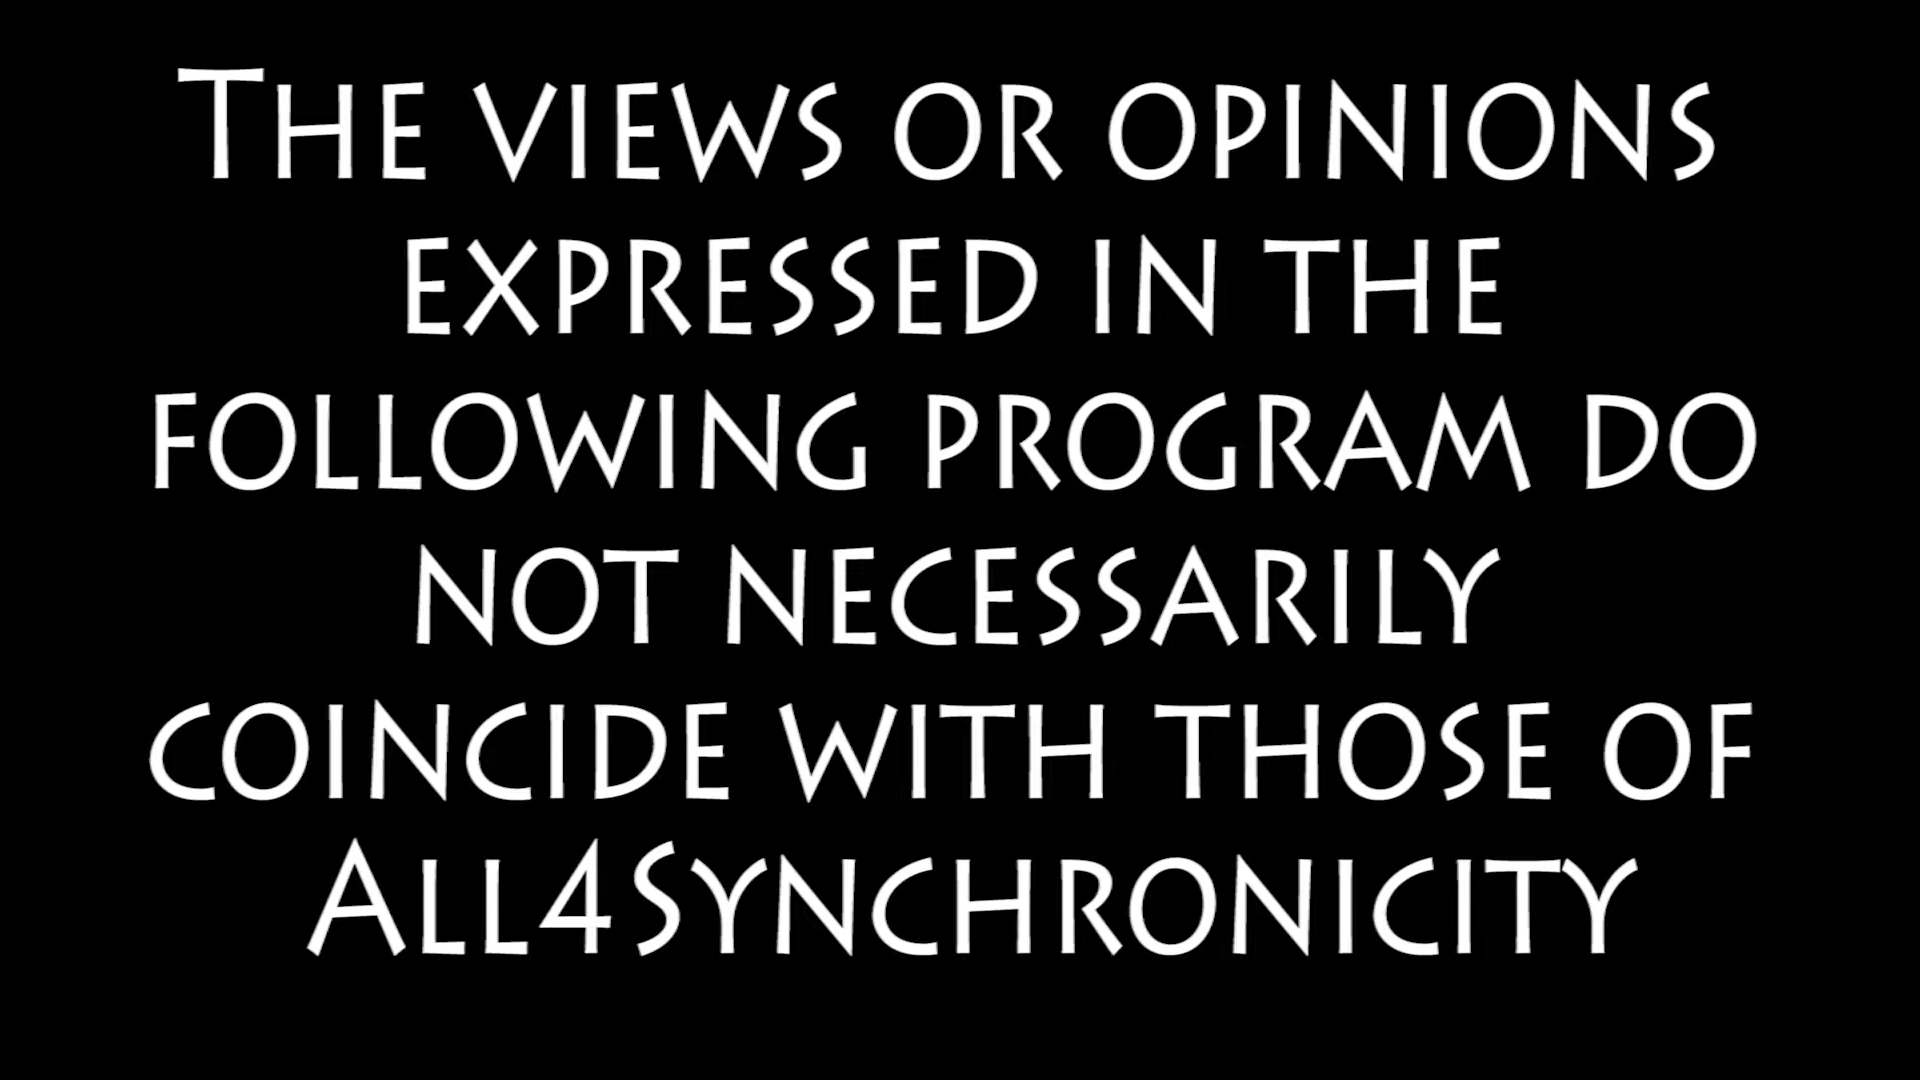 The views or opinions
expressed in the
following program do
not necessarily
coincide with those of
All4Synchronicity